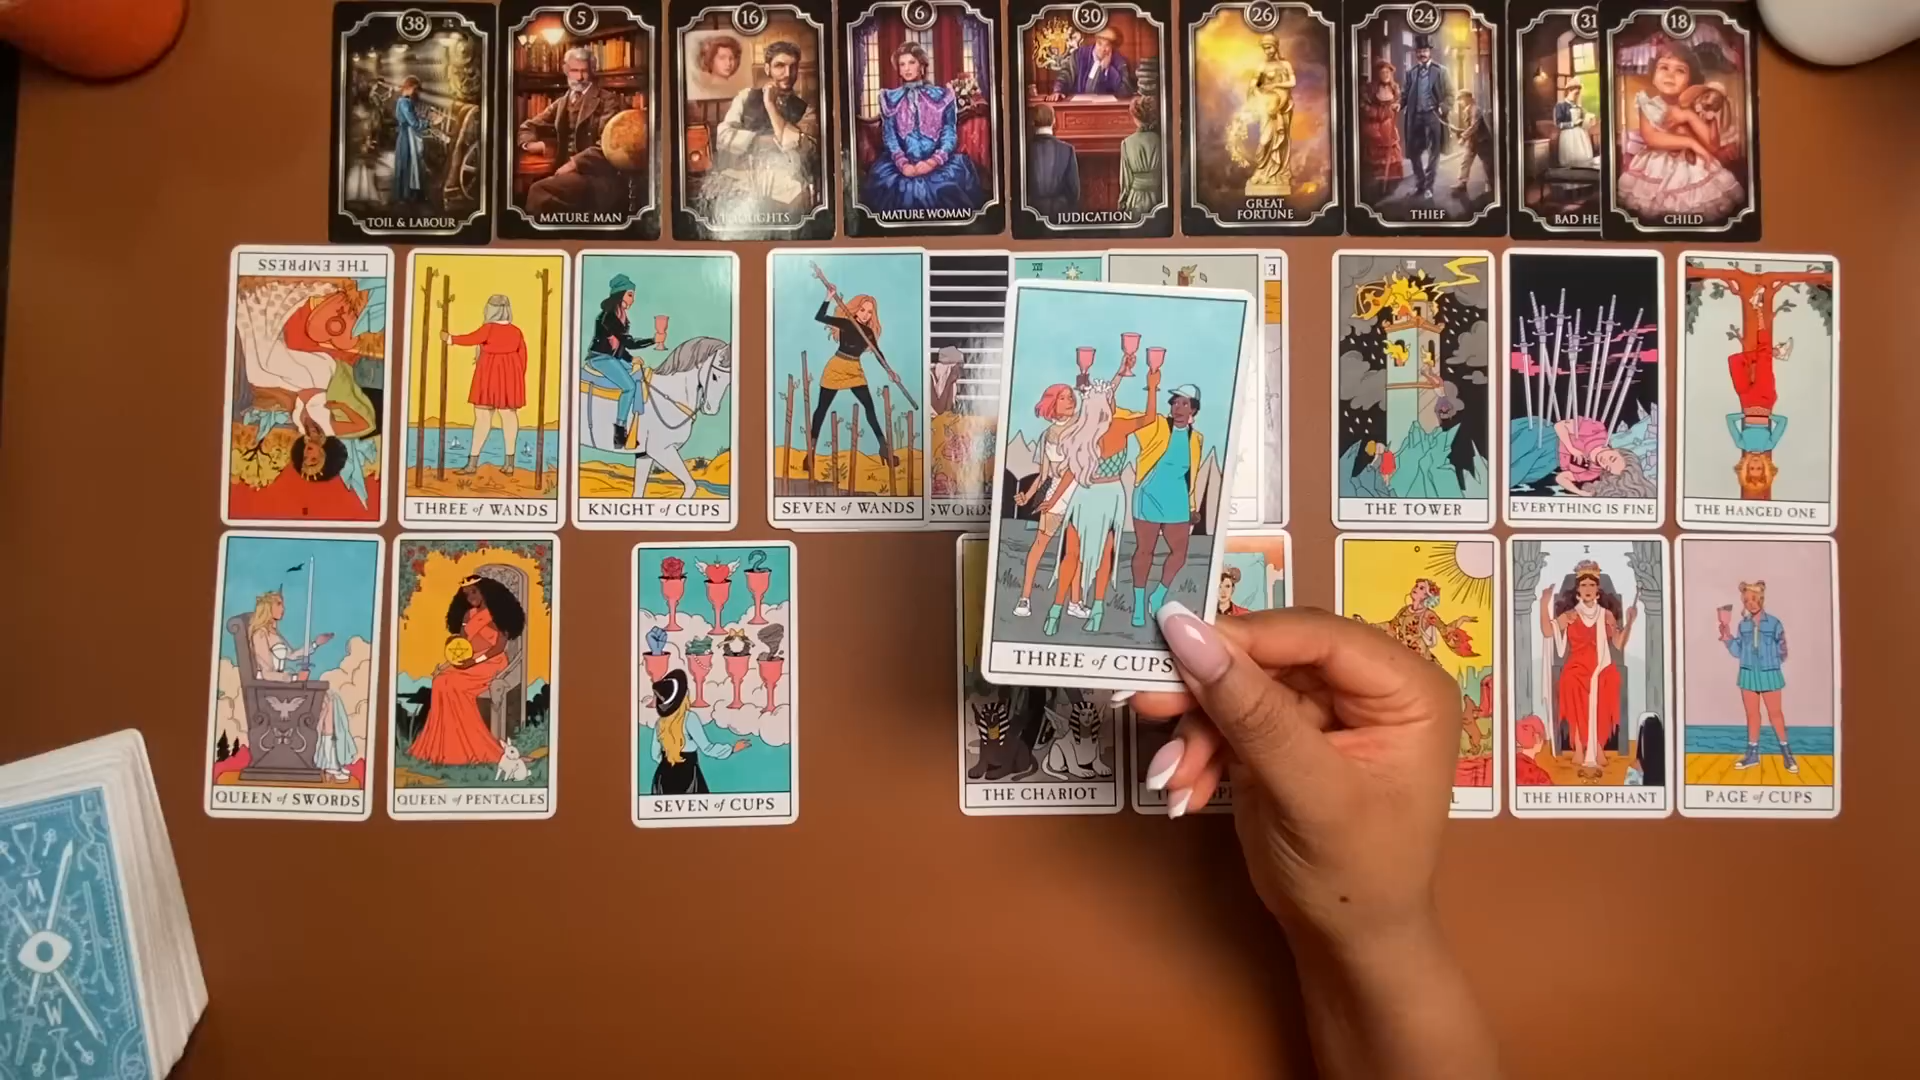 38
5
16
6
30
26
24
31
18
TOIL & LABOUR
MATURE MAN
MATURE WOMAN
JUDICATION
GREAT
FORTUNE
THIEF
BAD HE
CHILD
THE EMPRESS
THREE of WANDS
KNIGHT of CUPS
SEVEN of WANDS
SWORDS
THREE of CUPS
THE TOWER
EVERYTHING IS FINE
THE HANGED ONE
QUEEN of SWORDS
QUEEN of PENTACLES
SEVEN of CUPS
THE CHARIOT
THE HIEROPHANT
PAGE of CUPS
M
W